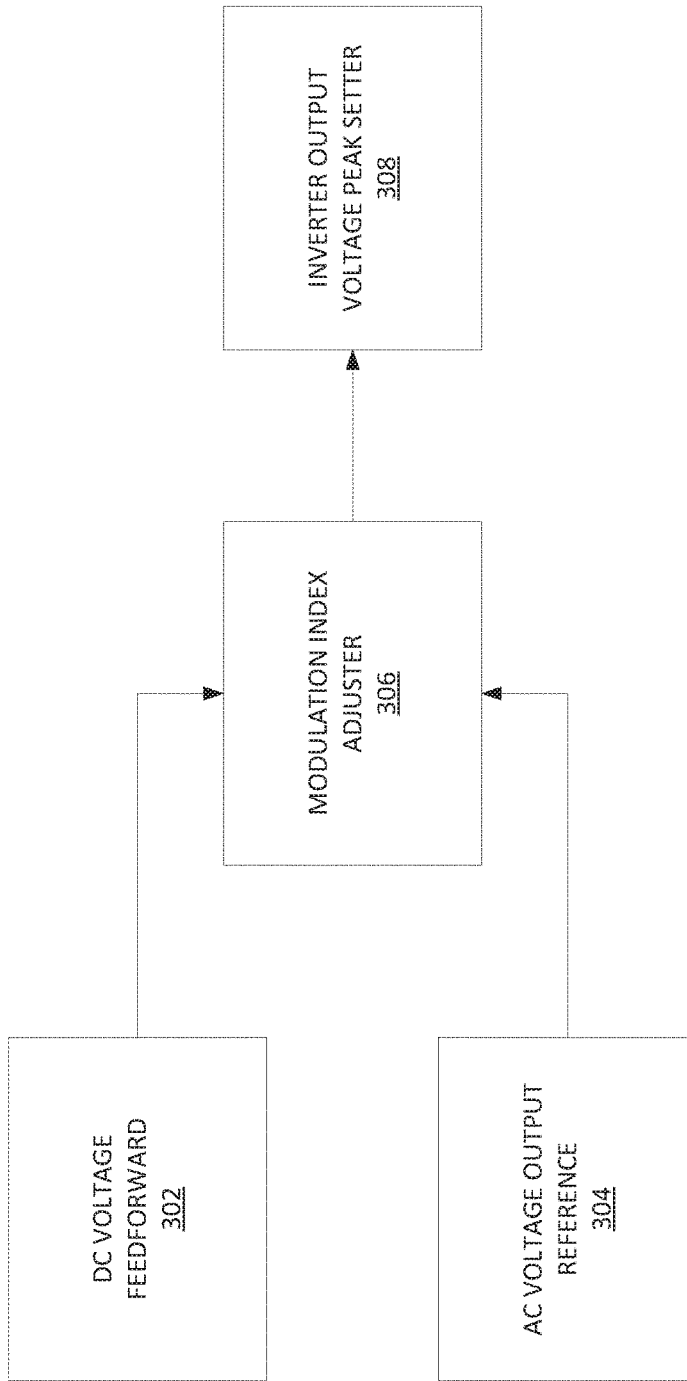 DC VOLTAGE
FEEDFORWARD
302
AC VOLTAGE OUTPUT
REFERENCE
304
MODULATION INDEX
ADJUSTER
306
INVERTER OUTPUT
VOLTAGE PEAK SETTER
308